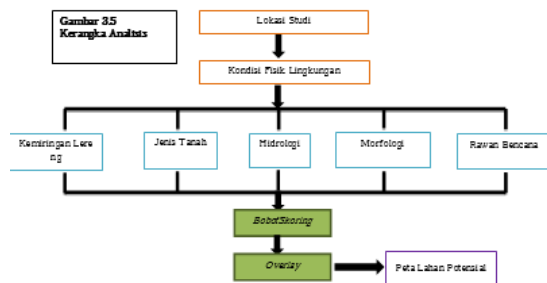 Gambar 3.5
Kerangka Analisis
Lokasi Studi
Kondisi Fisik Lingkungan
Kemiringan Lere
ng
Jenis Tanah
Hidrologi
Morfologi
Rawan Bencana
BobotSkoring
Overlay
Peta Lahan Potensial